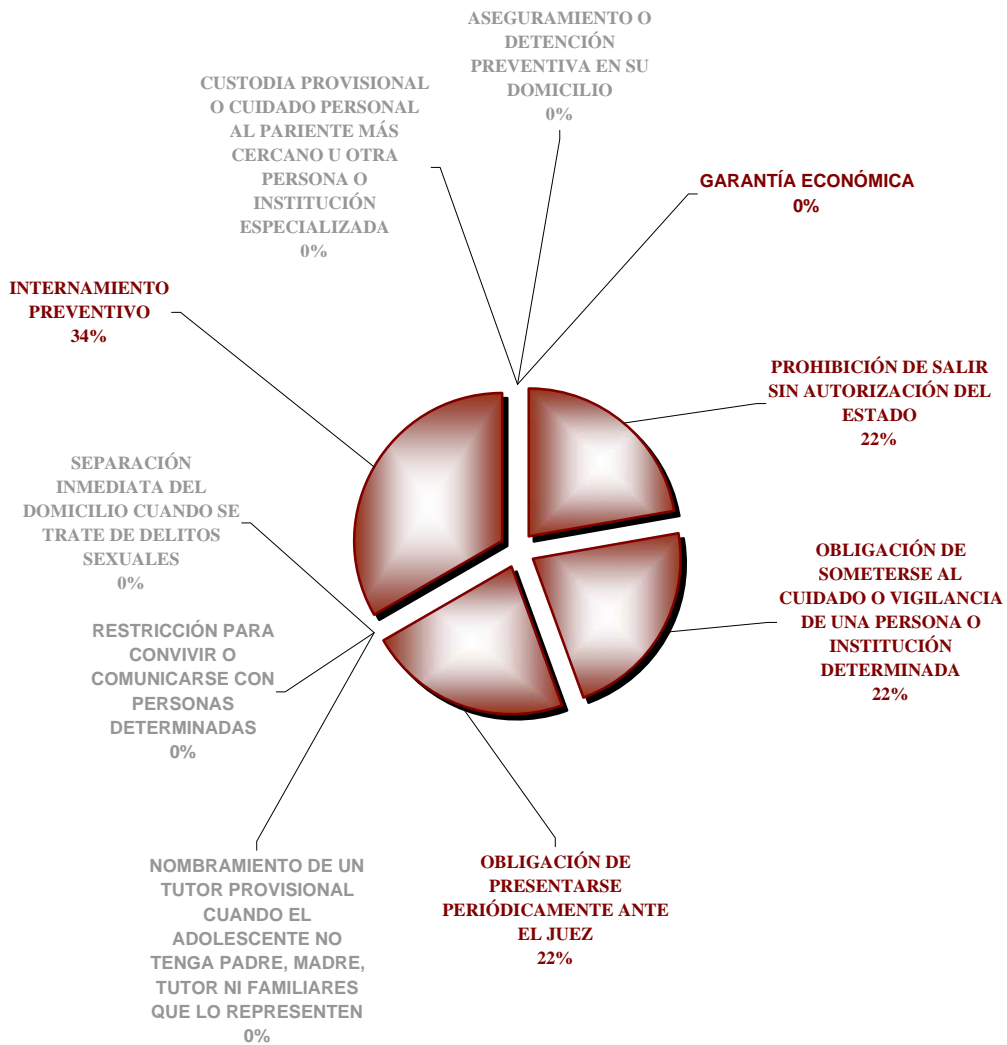 ASEGURAMIENTO O
DETENCIÓN
PREVENTIVA EN SU
DOMICILIO
0%
CUSTODIA PROVISIONAL
O CUIDADO PERSONAL
AL PARIENTE MÁS
CERCANO U OTRA
PERSONA O
INSTITUCIÓN
ESPECIALIZADA
0%
GARANTÍA ECONÓMICA
0%
INTERNAMIENTO
PREVENTIVO
34%
PROHIBICIÓN DE SALIR
SIN AUTORIZACIÓN DEL
ESTADO
22%
SEPARACIÓN
INMEDIATA DEL
DOMICILIO CUANDO SE
TRATE DE DELITOS
SEXUALES
0%
OBLIGACIÓN DE
SOMETERSE AL
CUIDADO O VIGILANCIA
DE UNA PERSONA O
INSTITUCIÓN
DETERMINADA
22%
RESTRICCIÓN PARA
CONVIVIR O
COMUNICARSE CON
PERSONAS
DETERMINADAS
0%
NOMBRAMIENTO DE UN
TUTOR PROVISIONAL
CUANDO EL
ADOLESCENTE NO
TENGA PADRE, MADRE,
TUTOR NI FAMILIARES
QUE LO REPRESENTEN
0%
OBLIGACIÓN DE
PRESENTARSE
PERIÓDICAMENTE ANTE
EL JUEZ
22%